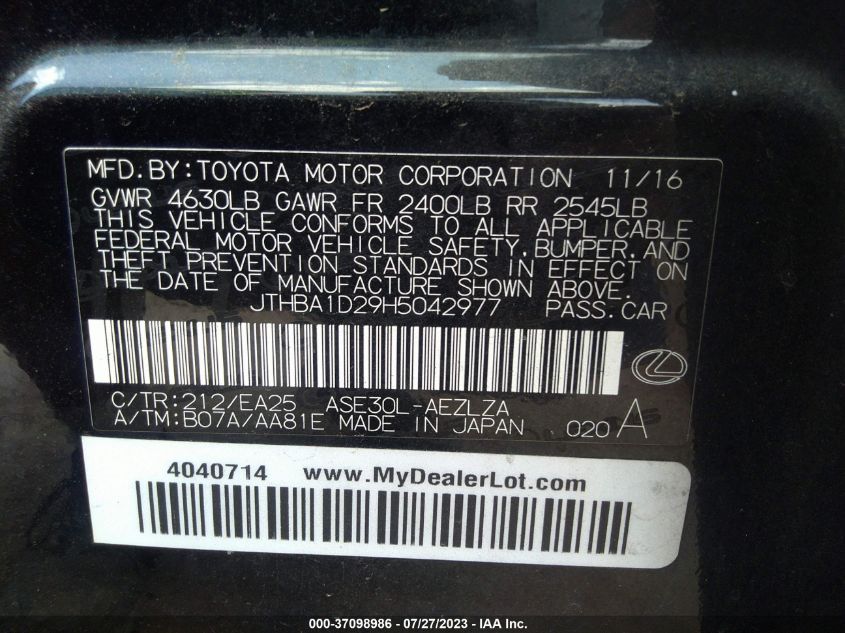 MFD.BY:TOYOTA MOTOR CORPORATION 11/16
GVWR 4630LB GAWR FR 2400LB RR 2545LB
THIS VEHICLE CONFORMS TO ALL APPLICABLE
FEDERAL MOTOR VEHICLE SAFETY,BUMPER,AND
THEFT PREVENTION STANDARDS IN EFFECT ON
THE DATE OF MANUFACTURE SHOWN ABOVE.
JTHBA1D29H5042977 PASS.CAR
C/TR:212/EA25 ASE30L-AEZLZA
A/TM:B07A/AA81E MADE IN JAPAN 020 A
4040714 www.MyDealerLot.com
000-37098986 - 07/27/2023 - IAA Inc.